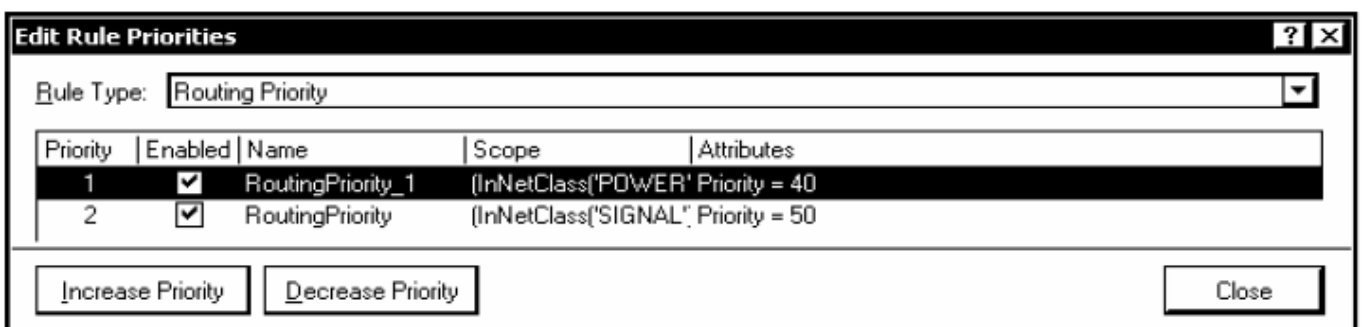 Edit Rule Priorities
Rule Type: Routing Priority
Priority Enabled Name Scope Attributes
1 RoutingPriority_1 (InNetClass('POWER' Priority = 40
2 RoutingPriority (InNetClass('SIGNAL' Priority = 50
Increase Priority Decrease Priority Close